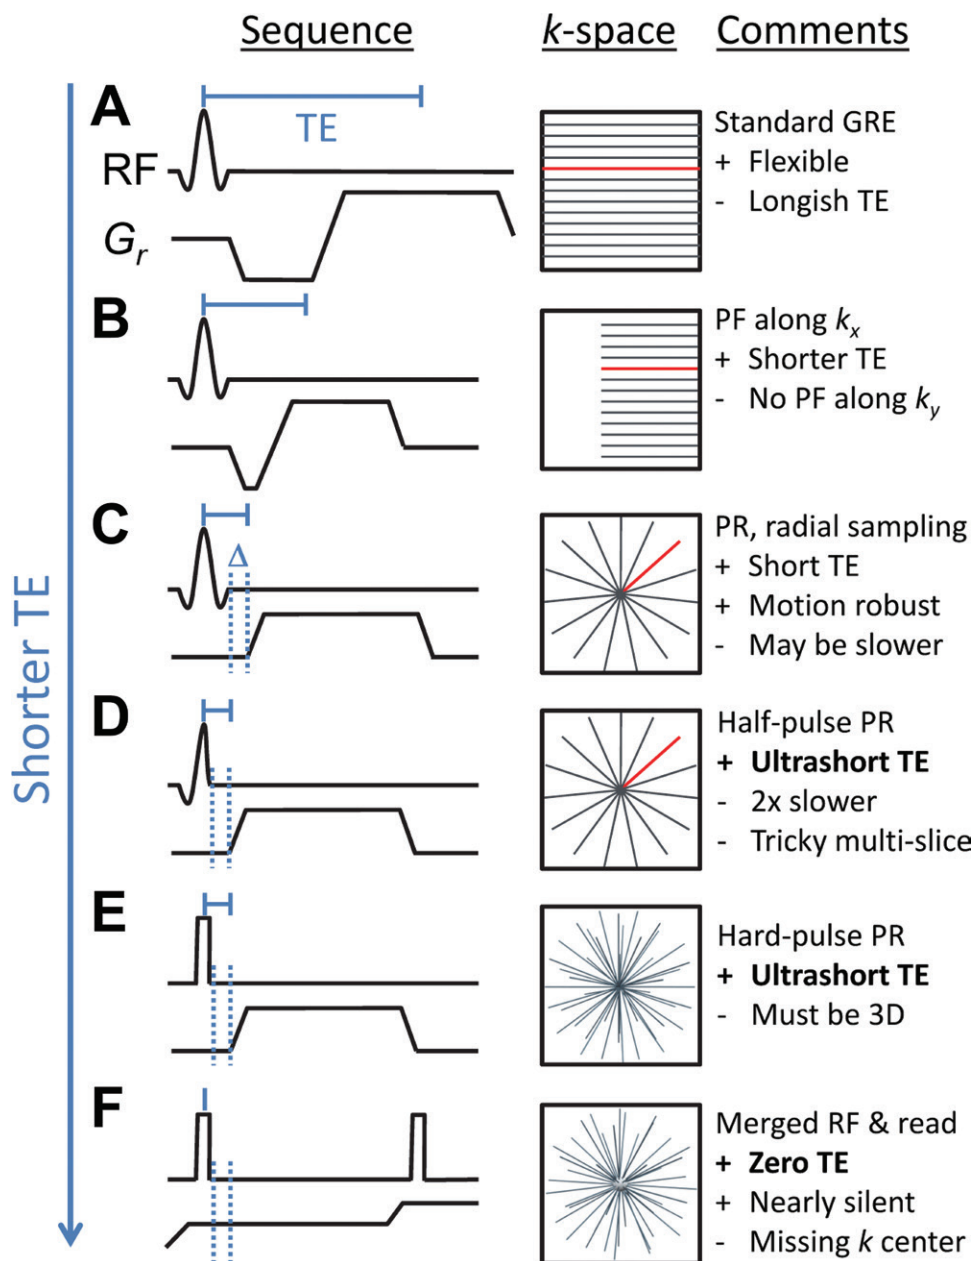 Sequence k-space Comments
Shorter TE
A
TE
RF
Gr
Standard GRE
+ Flexible
- Longish TE
B
PF along kx
+ Shorter TE
- No PF along ky
C
Δ
PR, radial sampling
+ Short TE
+ Motion robust
- May be slower
D
Half-pulse PR
+ Ultrashort TE
- 2x slower
- Tricky multi-slice
E
Hard-pulse PR
+ Ultrashort TE
- Must be 3D
F
Merged RF & read
+ Zero TE
+ Nearly silent
- Missing k center